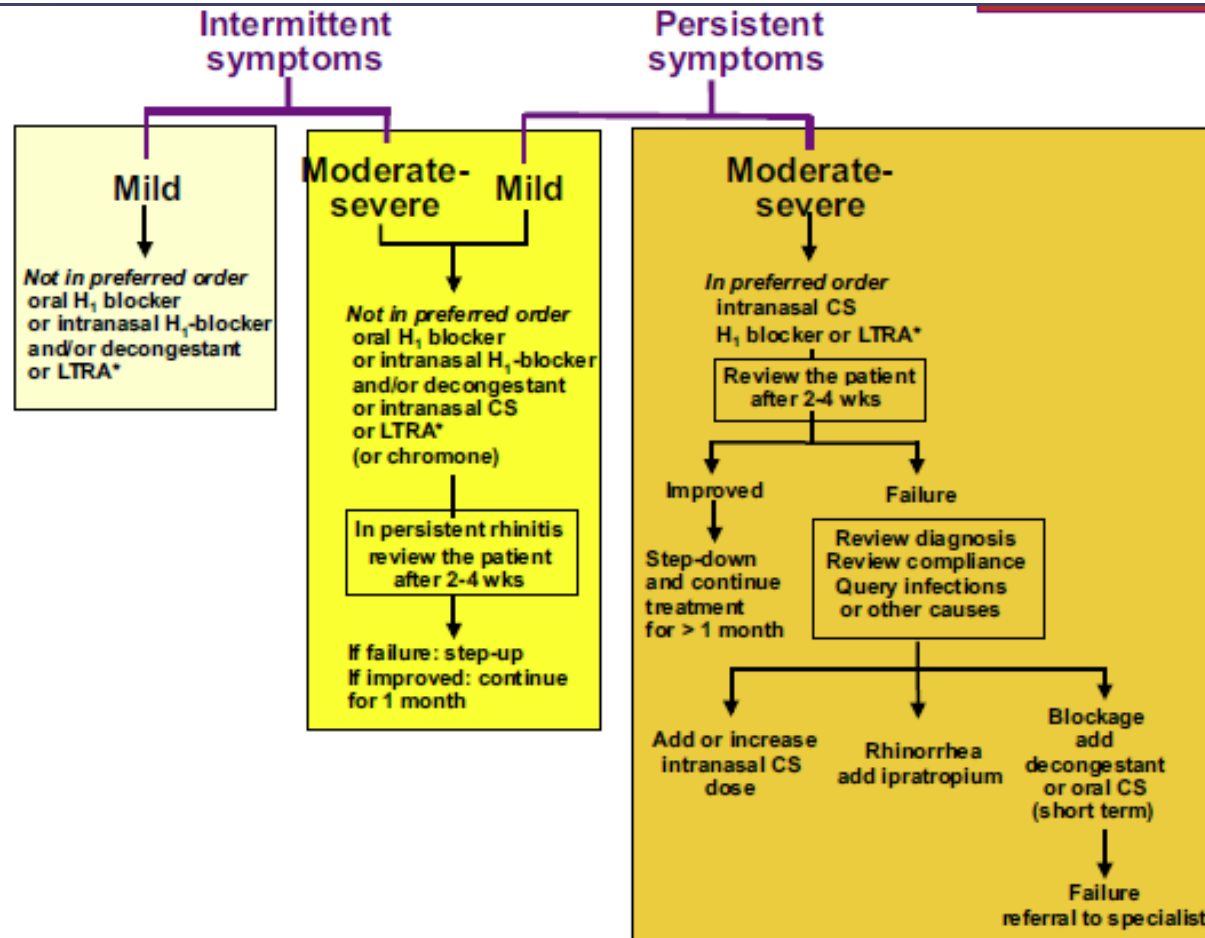 Intermittent
symptoms
Persistent
symptoms
Mild
Not in preferred order
oral H₁ blocker
or intranasal H₁-blocker
and/or decongestant
or LTRA*
Moderate-
severe
Mild
Not in preferred order
oral H₁ blocker
or intranasal H₁-blocker
and/or decongestant
or intranasal CS
or LTRA*
(or chromone)
In persistent rhinitis
review the patient
after 2-4 wks
If failure: step-up
If improved: continue
for 1 month
Moderate-
severe
In preferred order
intranasal CS
H₁ blocker or LTRA*
Review the patient
after 2-4 wks
Improved
Step-down
and continue
treatment
for > 1 month
Failure
Review diagnosis
Review compliance
Query infections
or other causes
Add or increase
intranasal CS
dose
Rhinorrhea
add ipratropium
Blockage
add
decongestant
or oral CS
(short term)
Failure
referral to specialist